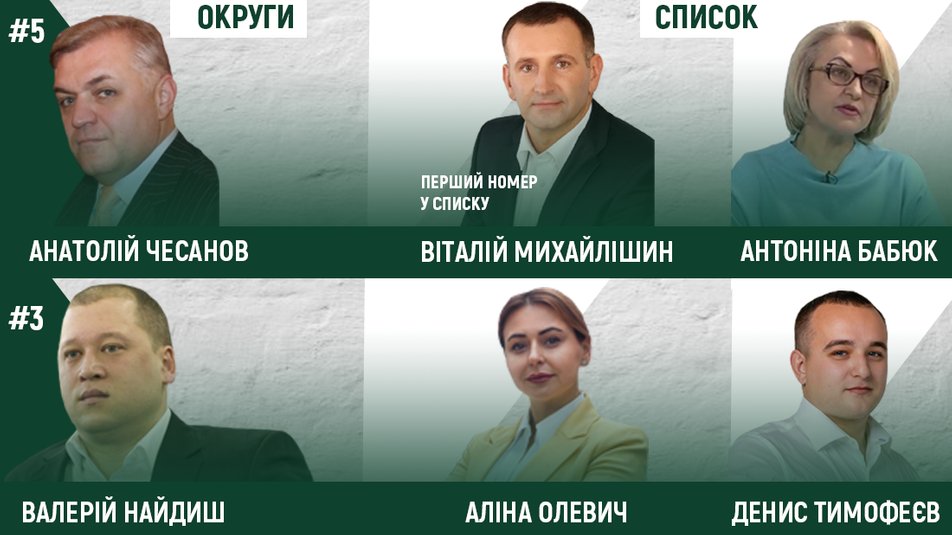 #5
ОКРУГИ
СПИСОК
ПЕРШИЙ НОМЕР
У СПИСКУ
АНАТОЛІЙ ЧЕСАНОВ
ВІТАЛІЙ МИХАЙЛІШИН
АНТОНІНА БАБЮК
#3
ВАЛЕРІЙ НАЙДИШ
АЛІНА ОЛЕВИЧ
ДЕНИС ТИМОФЕЄВ